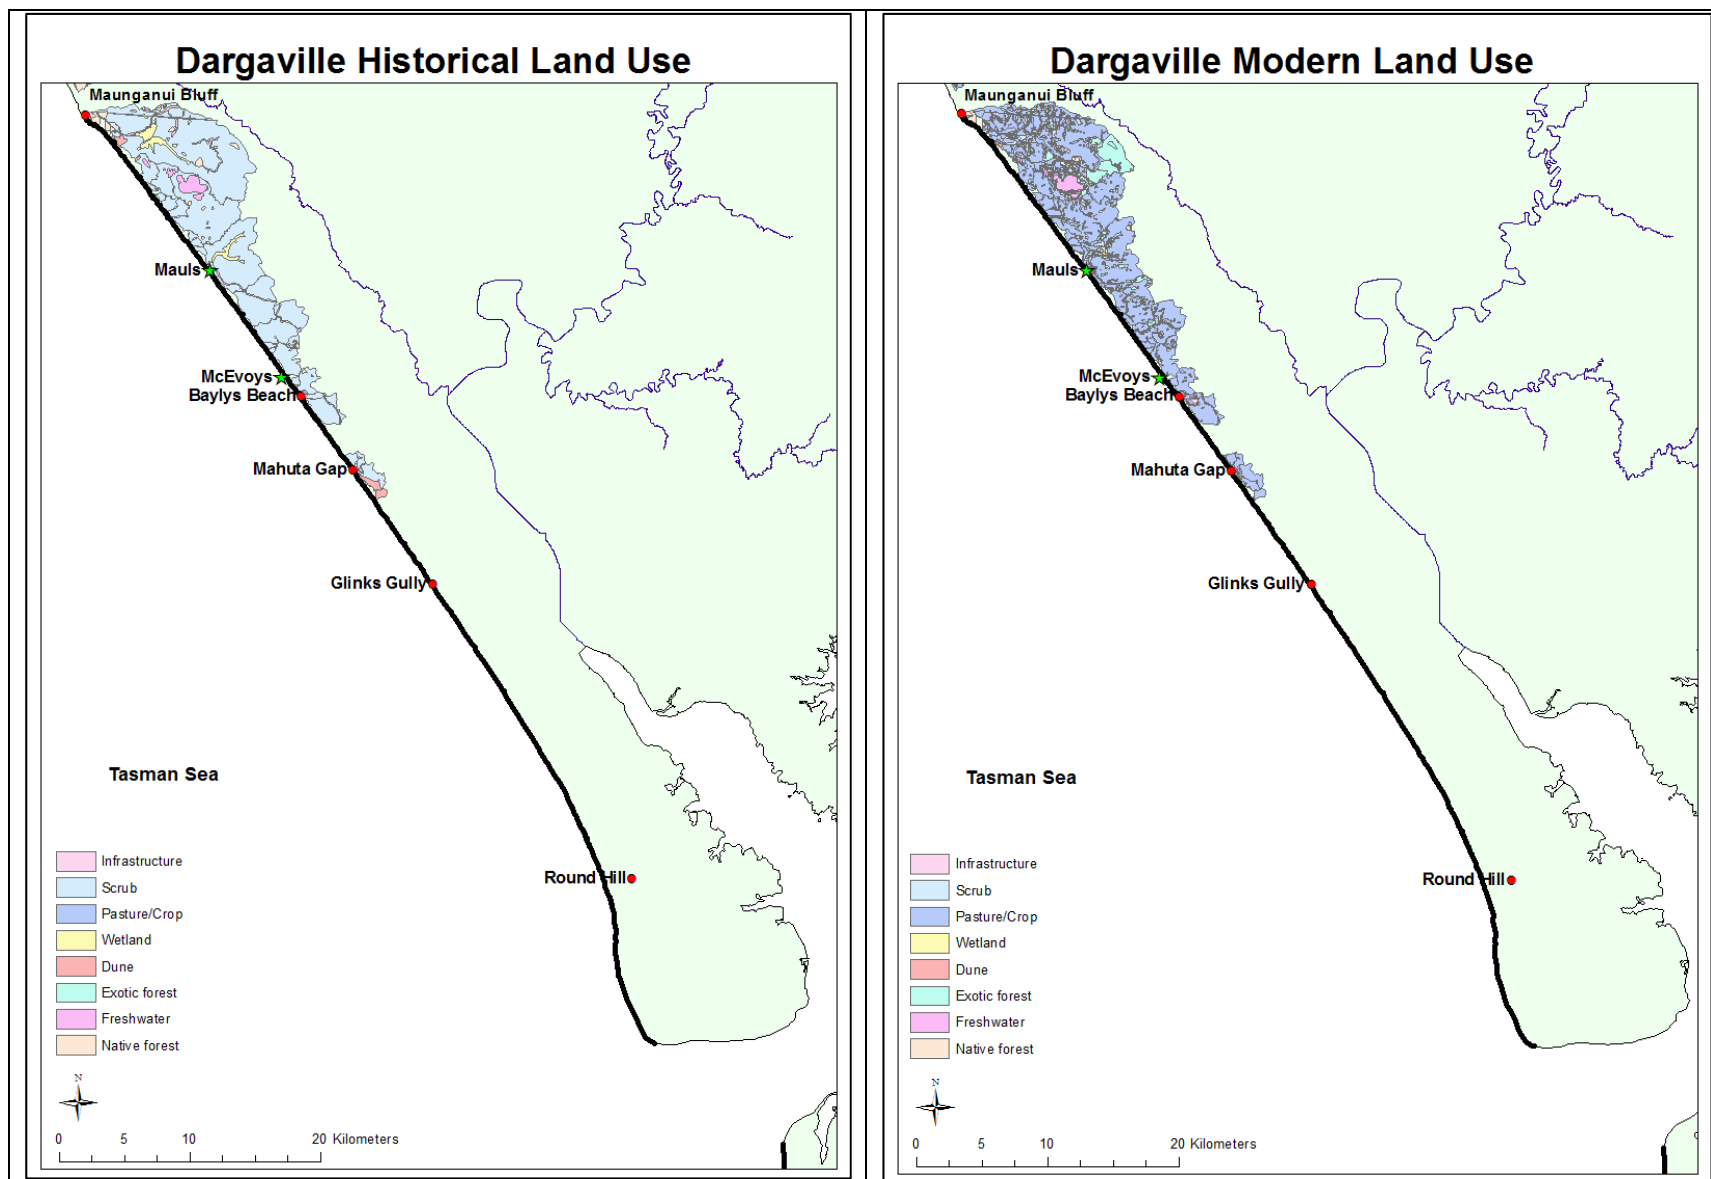 Dargaville Historical Land Use
Maunganui Bluff
Mauls
McEvoys
Baylys Beach
Mahuta Gap
Glinks Gully
Tasman Sea
Round Hill
Infrastructure
Scrub
Pasture/Crop
Wetland
Dune
Exotic forest
Freshwater
Native forest
N
0 5 10 20 Kilometers
Dargaville Modern Land Use
Maunganui Bluff
Mauls
McEvoys
Baylys Beach
Mahuta Gap
Glinks Gully
Tasman Sea
Round Hill
Infrastructure
Scrub
Pasture/Crop
Wetland
Dune
Exotic forest
Freshwater
Native forest
N
0 5 10 20 Kilometers